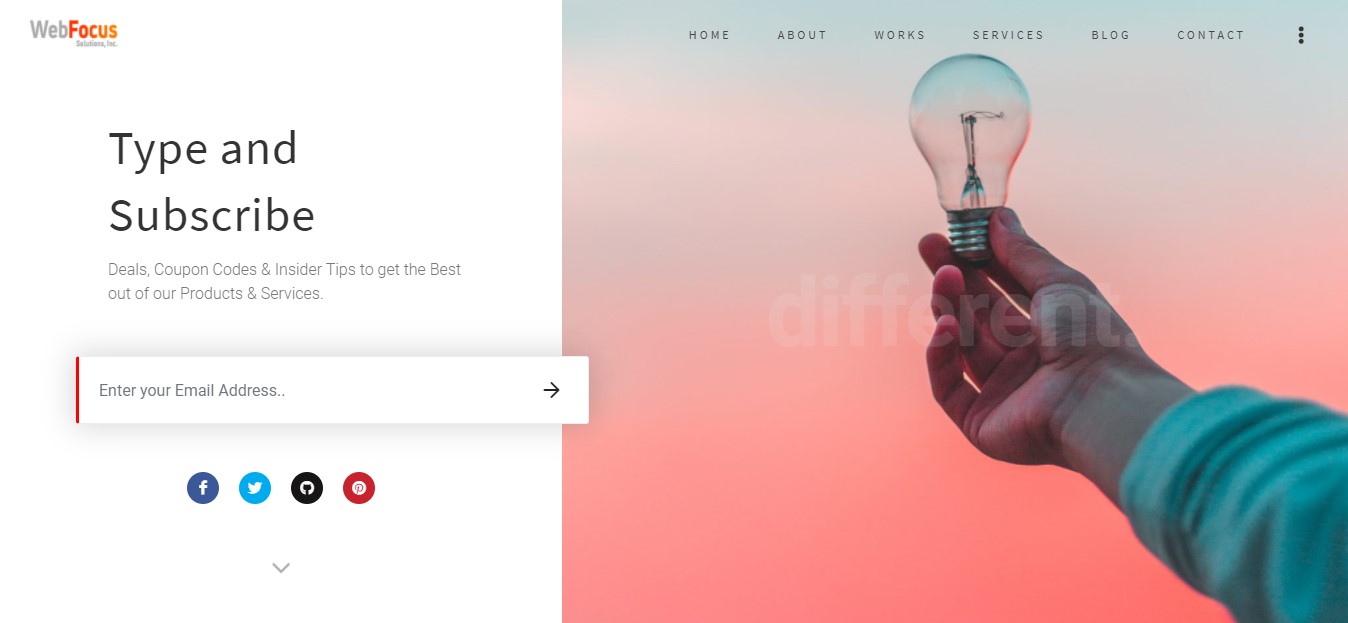 WebFocus
Solutions, Inc.
HOME ABOUT WORKS SERVICES BLOG CONTACT
Type and
Subscribe
Deals, Coupon Codes & Insider Tips to get the Best
out of our Products & Services.
different.
Enter your Email Address..